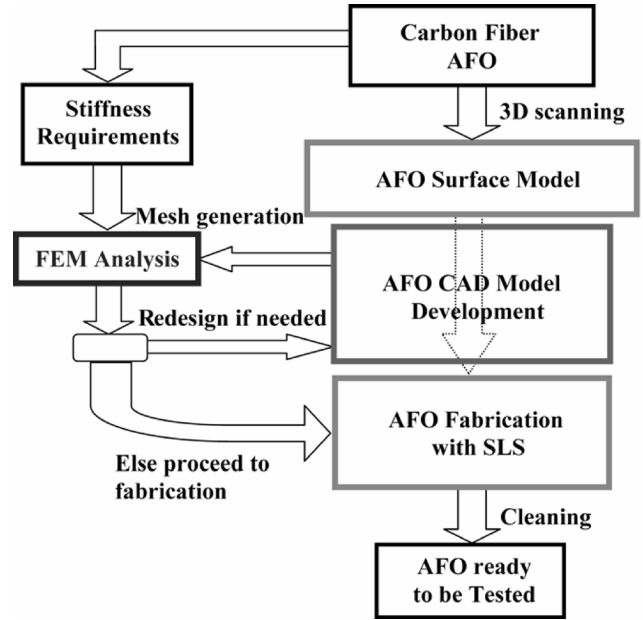 Carbon Fiber
AFO
Stiffness
Requirements
3D scanning
AFO Surface Model
Mesh generation
FEM Analysis
AFO CAD Model
Development
Redesign if needed
AFO Fabrication
with SLS
Else proceed to
fabrication
Cleaning
AFO ready
to be Tested